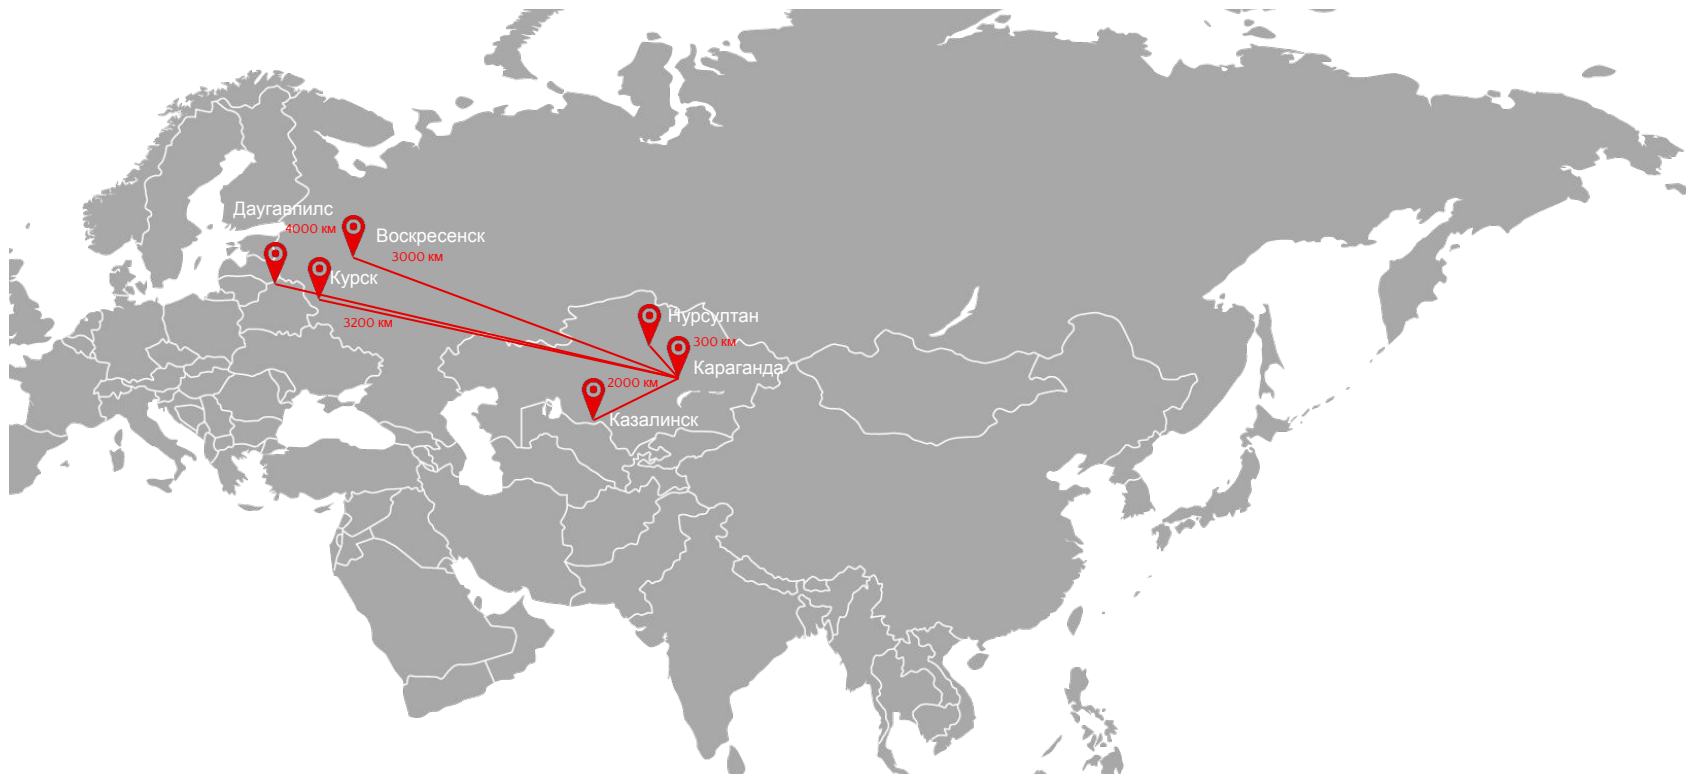 Даугавпилс
4000 км
Воскресенск
3000 км
Курск
3200 км
Нурсултан
300 км
Караганда
2000 км
Казалинск